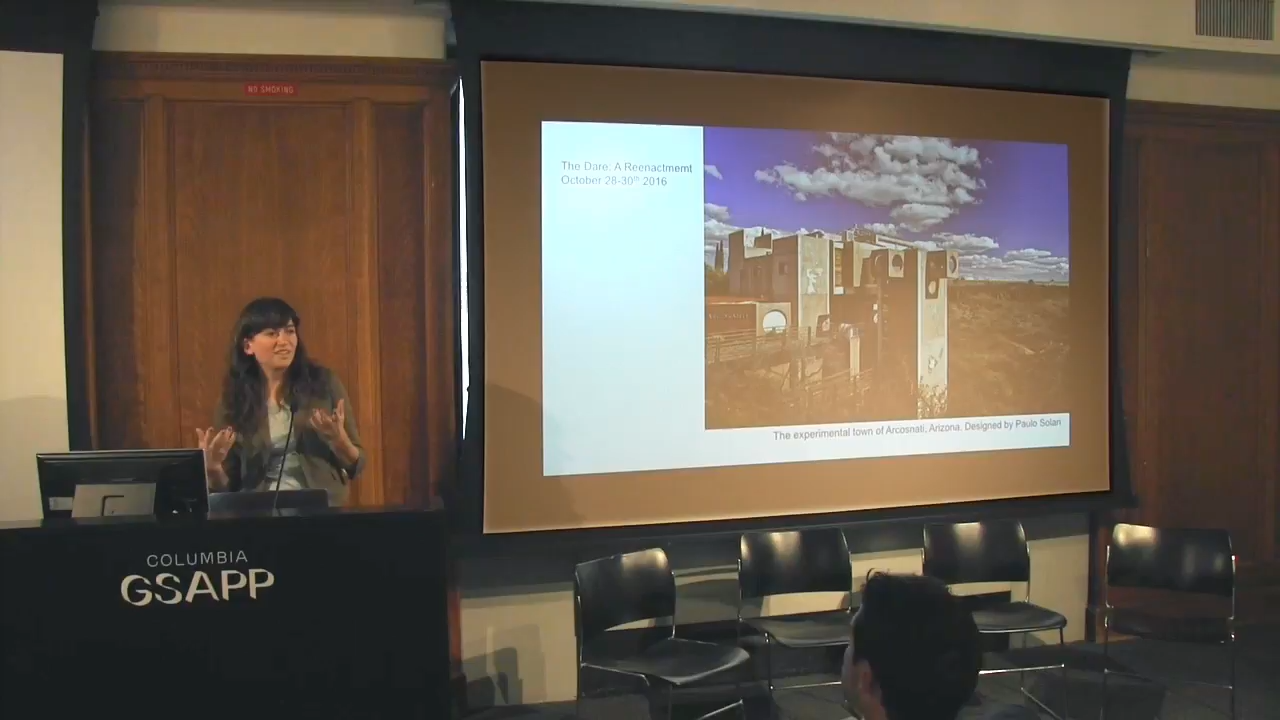 NO SMOKING
The Dare: A Reenactmemt
October 28-30th 2016
The experimental town of Arcosnati, Arizona. Designed by Paulo Solari
COLUMBIA
GSAPP